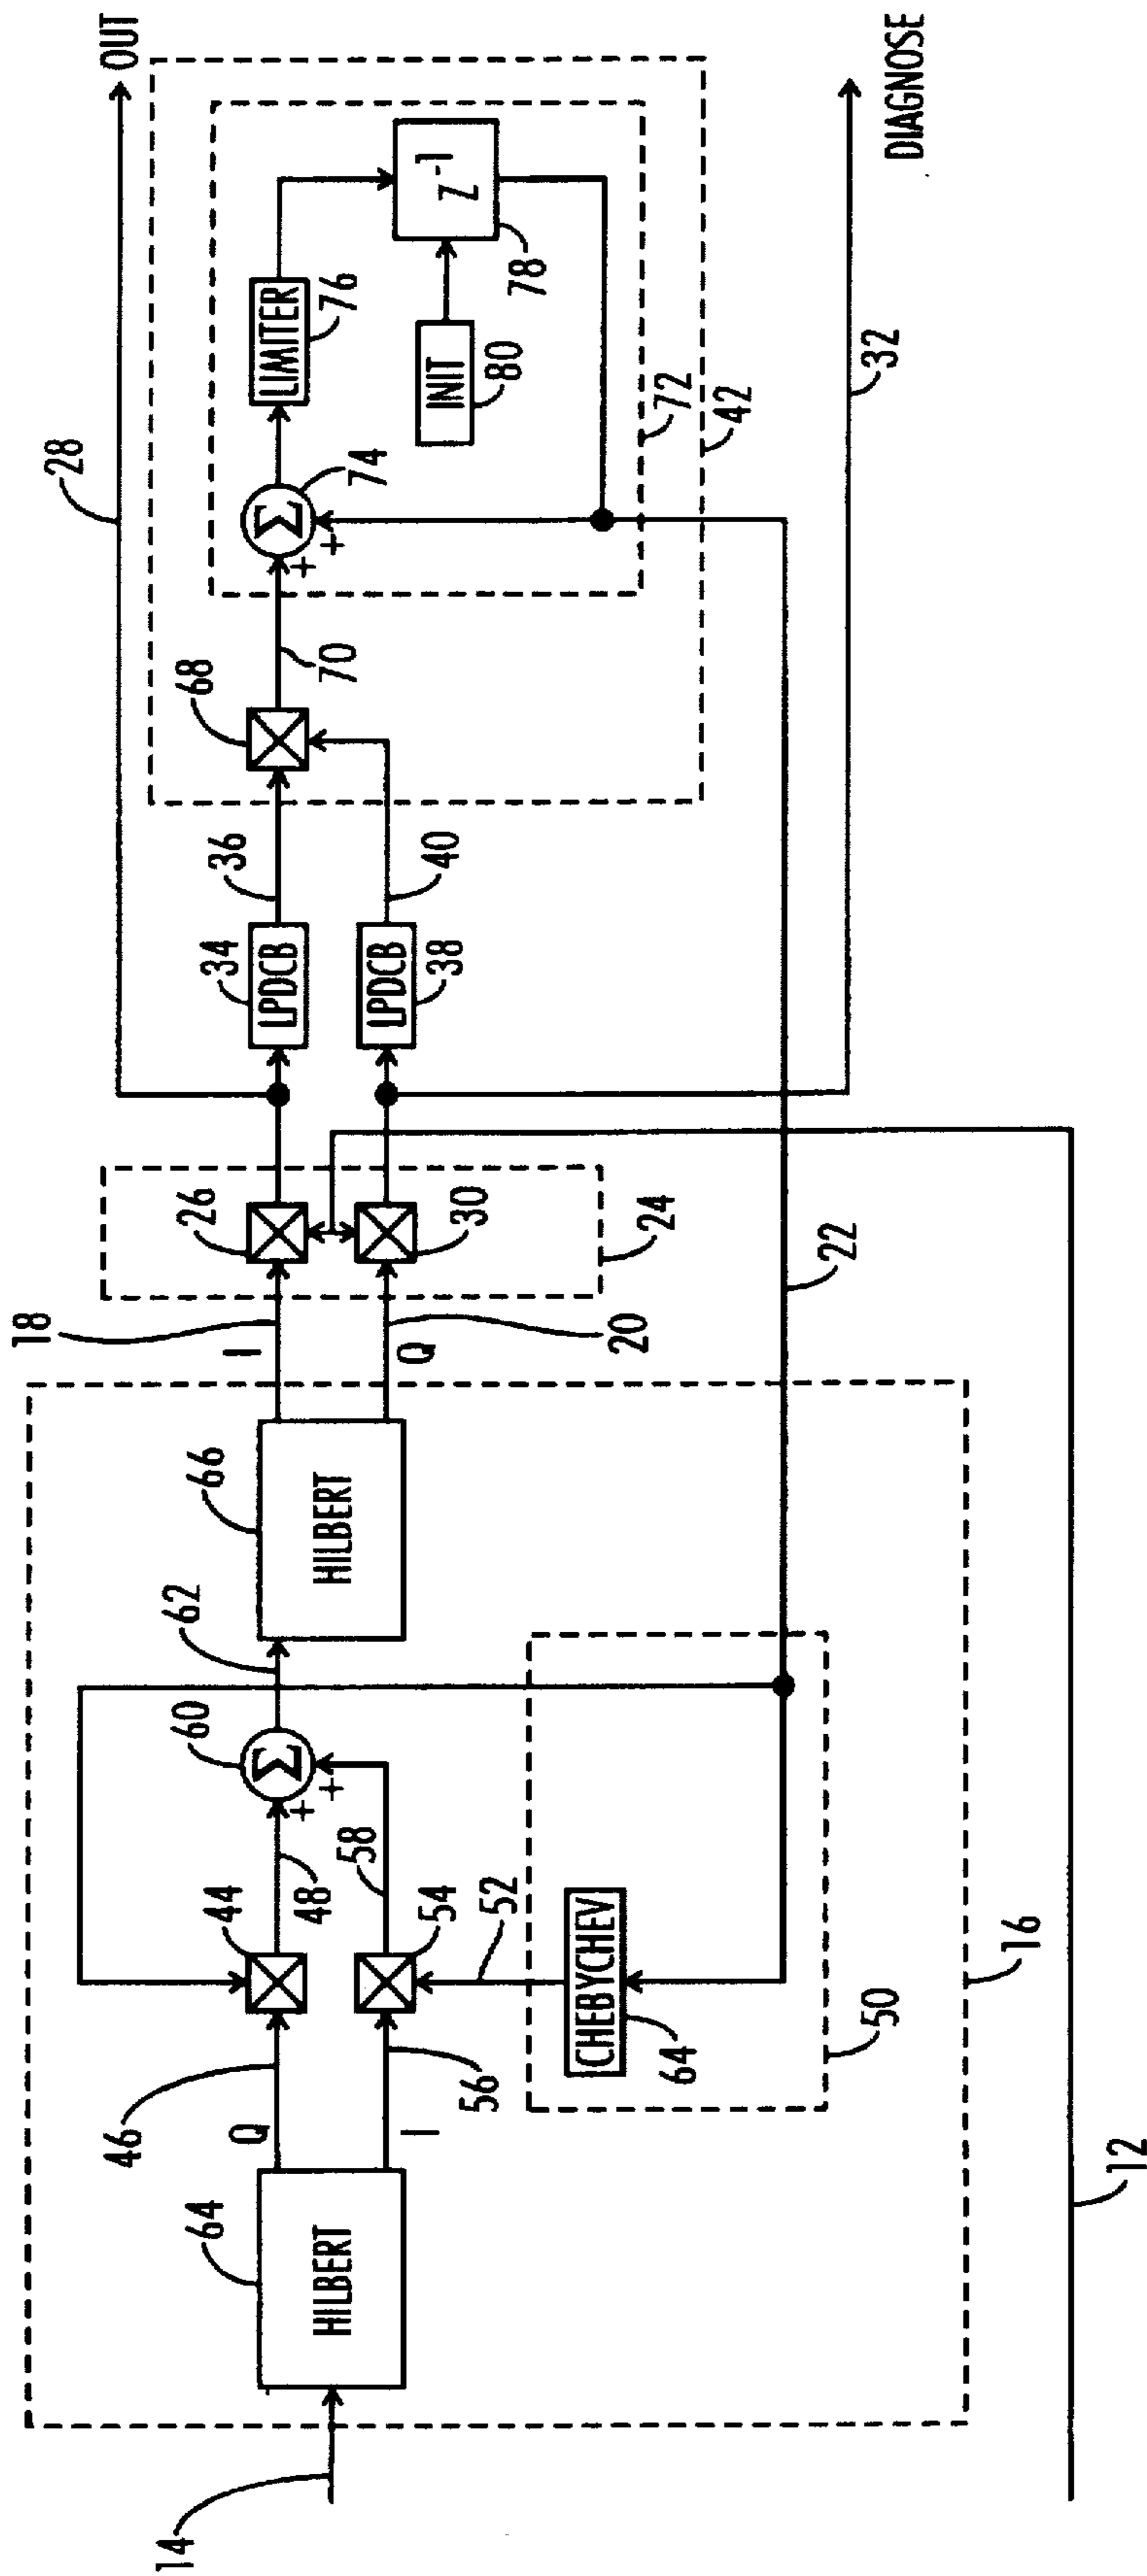 28
OUT
68
72
LIMITER
76
74
Σ
+
+
Z⁻¹
78
INIT
80
70
42
36
34
LPDCB
40
LPDCB
38
32
DIAGNOSE
26
30
24
18
I
Q
20
22
66
HILBERT
62
60
Σ
+
+
44
48
58
54
52
CHEBYCHEV
64
50
16
46
Q
I
56
64
HILBERT
14
12